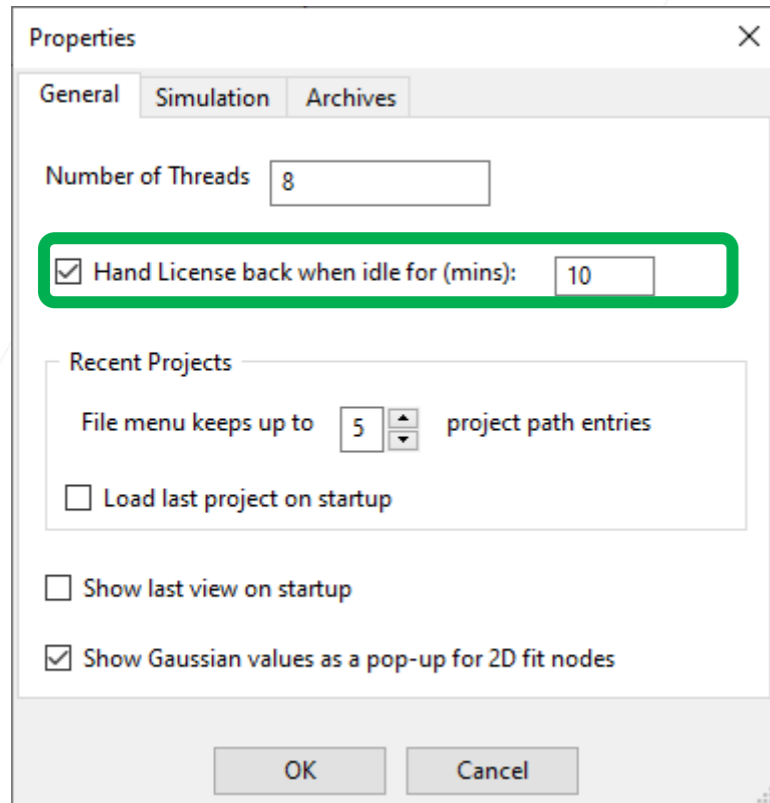 Properties
General Simulation Archives
Number of Threads 8
Hand License back when idle for (mins): 10
Recent Projects
File menu keeps up to 5 project path entries
Load last project on startup
Show last view on startup
Show Gaussian values as a pop-up for 2D fit nodes
OK Cancel